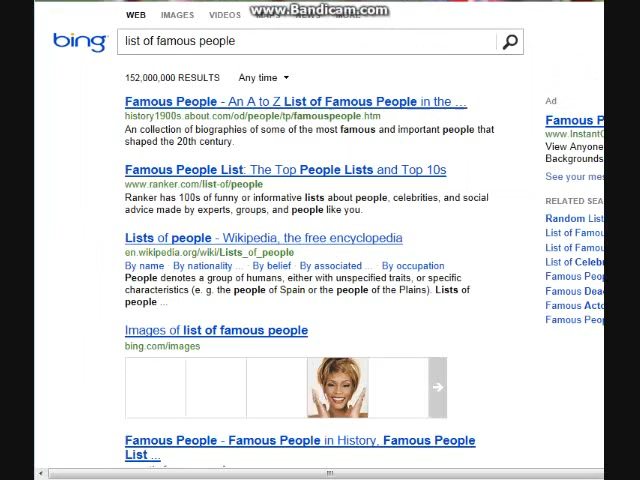 www.Bandicam.com
WEB IMAGES VIDEOS MAPS NEWS MORE
bing
list of famous people
152,000,000 RESULTS Any time
Famous People - An A to Z List of Famous People in the ...
history1900s.about.com/od/people/tp/famouspeople.htm
An collection of biographies of some of the most famous and important people that
shaped the 20th century.
Famous People List: The Top People Lists and Top 10s
www.ranker.com/list-of/people
Ranker has 100s of funny or informative lists about people, celebrities, and social
advice made by experts, groups, and people like you.
Lists of people - Wikipedia, the free encyclopedia
en.wikipedia.org/wiki/Lists_of_people
By name · By nationality ... · By belief · By associated ... · By occupation
People denotes a group of humans, either with unspecified traits, or specific
characteristics (e. g. the people of Spain or the people of the Plains). Lists of
people ...
Images of list of famous people
bing.com/images
Famous People - Famous People in History, Famous People
List ...
Ad
Famous P
www.InstantC
View Anyone
Backgrounds
See your mes
RELATED SEA
Random List
List of Famou
List of Famou
List of Celeb
Famous Peop
Famous Dea
Famous Acto
Famous Peop